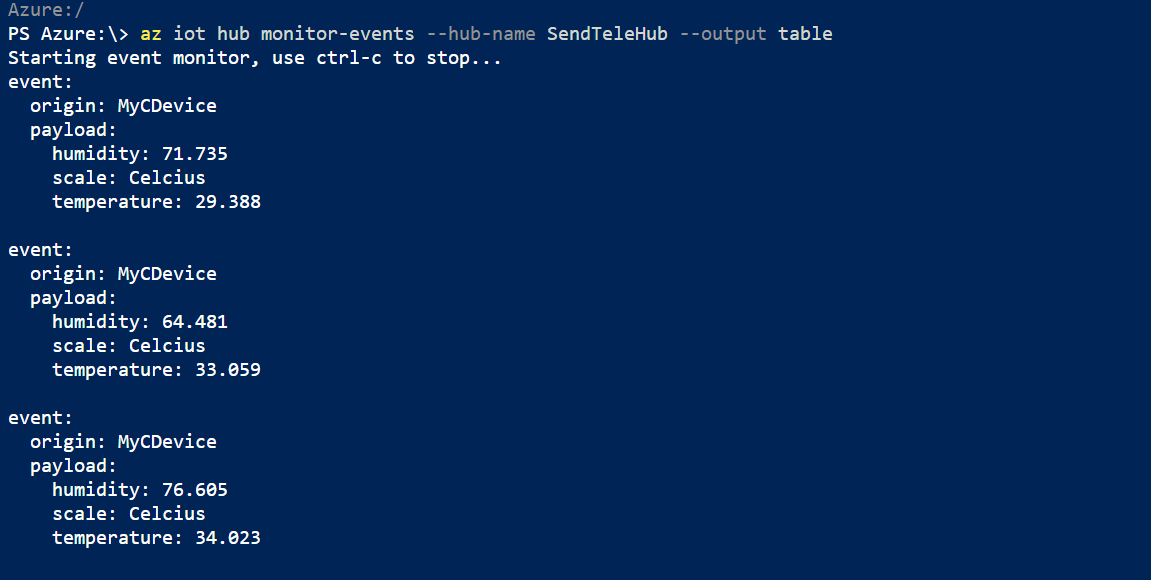 Azure:/
PS Azure:\> az iot hub monitor-events --hub-name SendTeleHub --output table
Starting event monitor, use ctrl-c to stop...
event:
  origin: MyCDevice
  payload:
    humidity: 71.735
    scale: Celcius
    temperature: 29.388

event:
  origin: MyCDevice
  payload:
    humidity: 64.481
    scale: Celcius
    temperature: 33.059

event:
  origin: MyCDevice
  payload:
    humidity: 76.605
    scale: Celcius
    temperature: 34.023